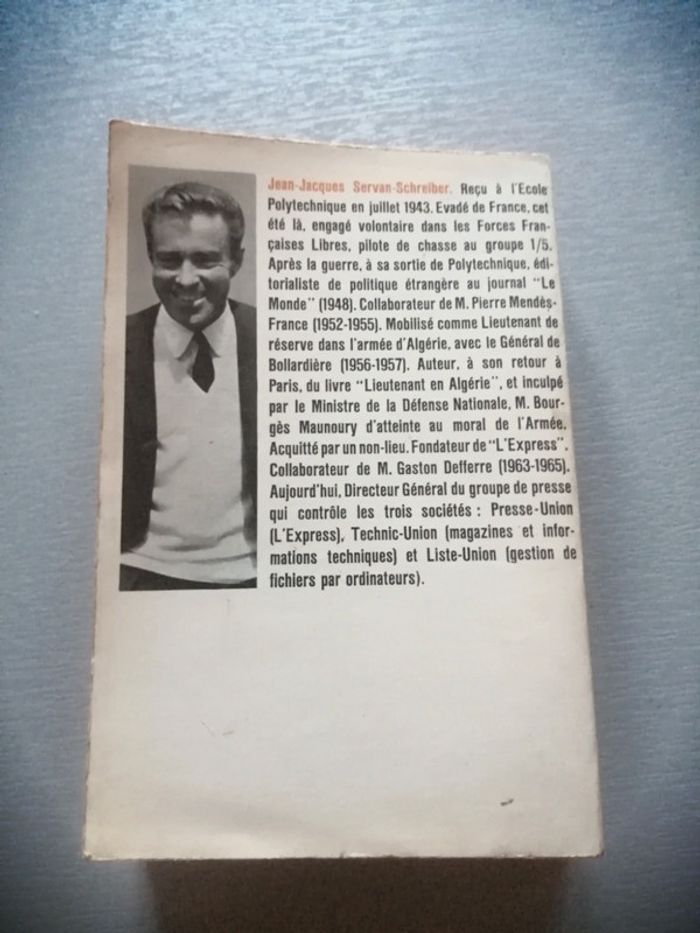 Jean-Jacques Servan-Schreiber. Reçu à l'Ecole
Polytechnique en juillet 1943. Evadé de France, cet
été là, engagé volontaire dans les Forces Fran-
çaises Libres, pilote de chasse au groupe 1/5.
Après la guerre, à sa sortie de Polytechnique, édi-
torialiste de politique étrangère au journal "Le
Monde" (1948). Collaborateur de M. Pierre Mendès-
France (1952-1955). Mobilisé comme Lieutenant de
réserve dans l'armée d'Algérie, avec le Général de
Bollardière (1956-1957). Auteur, à son retour à
Paris, du livre "Lieutenant en Algérie", et inculpé
par le Ministre de la Défense Nationale, M. Bour-
gès Maunoury d'atteinte au moral de l'Armée.
Acquitté par un non-lieu. Fondateur de "L'Express".
Collaborateur de M. Gaston Defferre (1963-1965).
Aujourd'hui, Directeur Général du groupe de presse
qui contrôle les trois sociétés : Presse-Union
(L'Express), Technic-Union (magazines et infor-
mations techniques) et Liste-Union (gestion de
fichiers par ordinateurs).